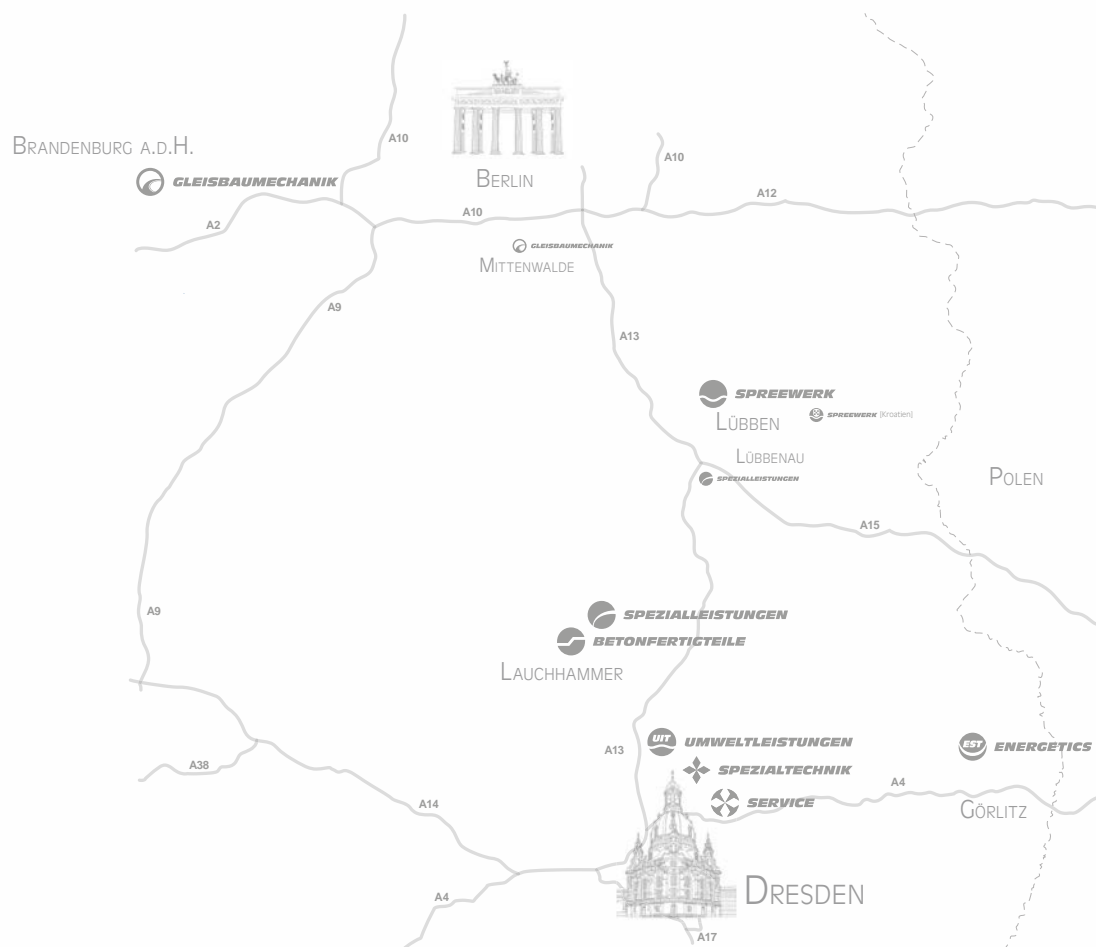 A10
BRANDENBURG A.D.H.
GLEISBAUMECHANIK
BERLIN
A10
A12
A2
A10
GLEISBAUMECHANIK
MITTENWALDE
A9
A13
SPREEWERK
SPREEWERK [Kroatien]
LÜBBEN
LÜBBENAU
SPEZIALLEISTUNGEN
POLEN
A15
A9
SPEZIALLEISTUNGEN
BETONFERTIGTEILE
LAUCHHAMMER
A13
UIT UMWELTLEISTUNGEN
EST ENERGETICS
A38
SPEZIALTECHNIK
A4
A14
SERVICE
GÖRLITZ
A4
DRESDEN
A17